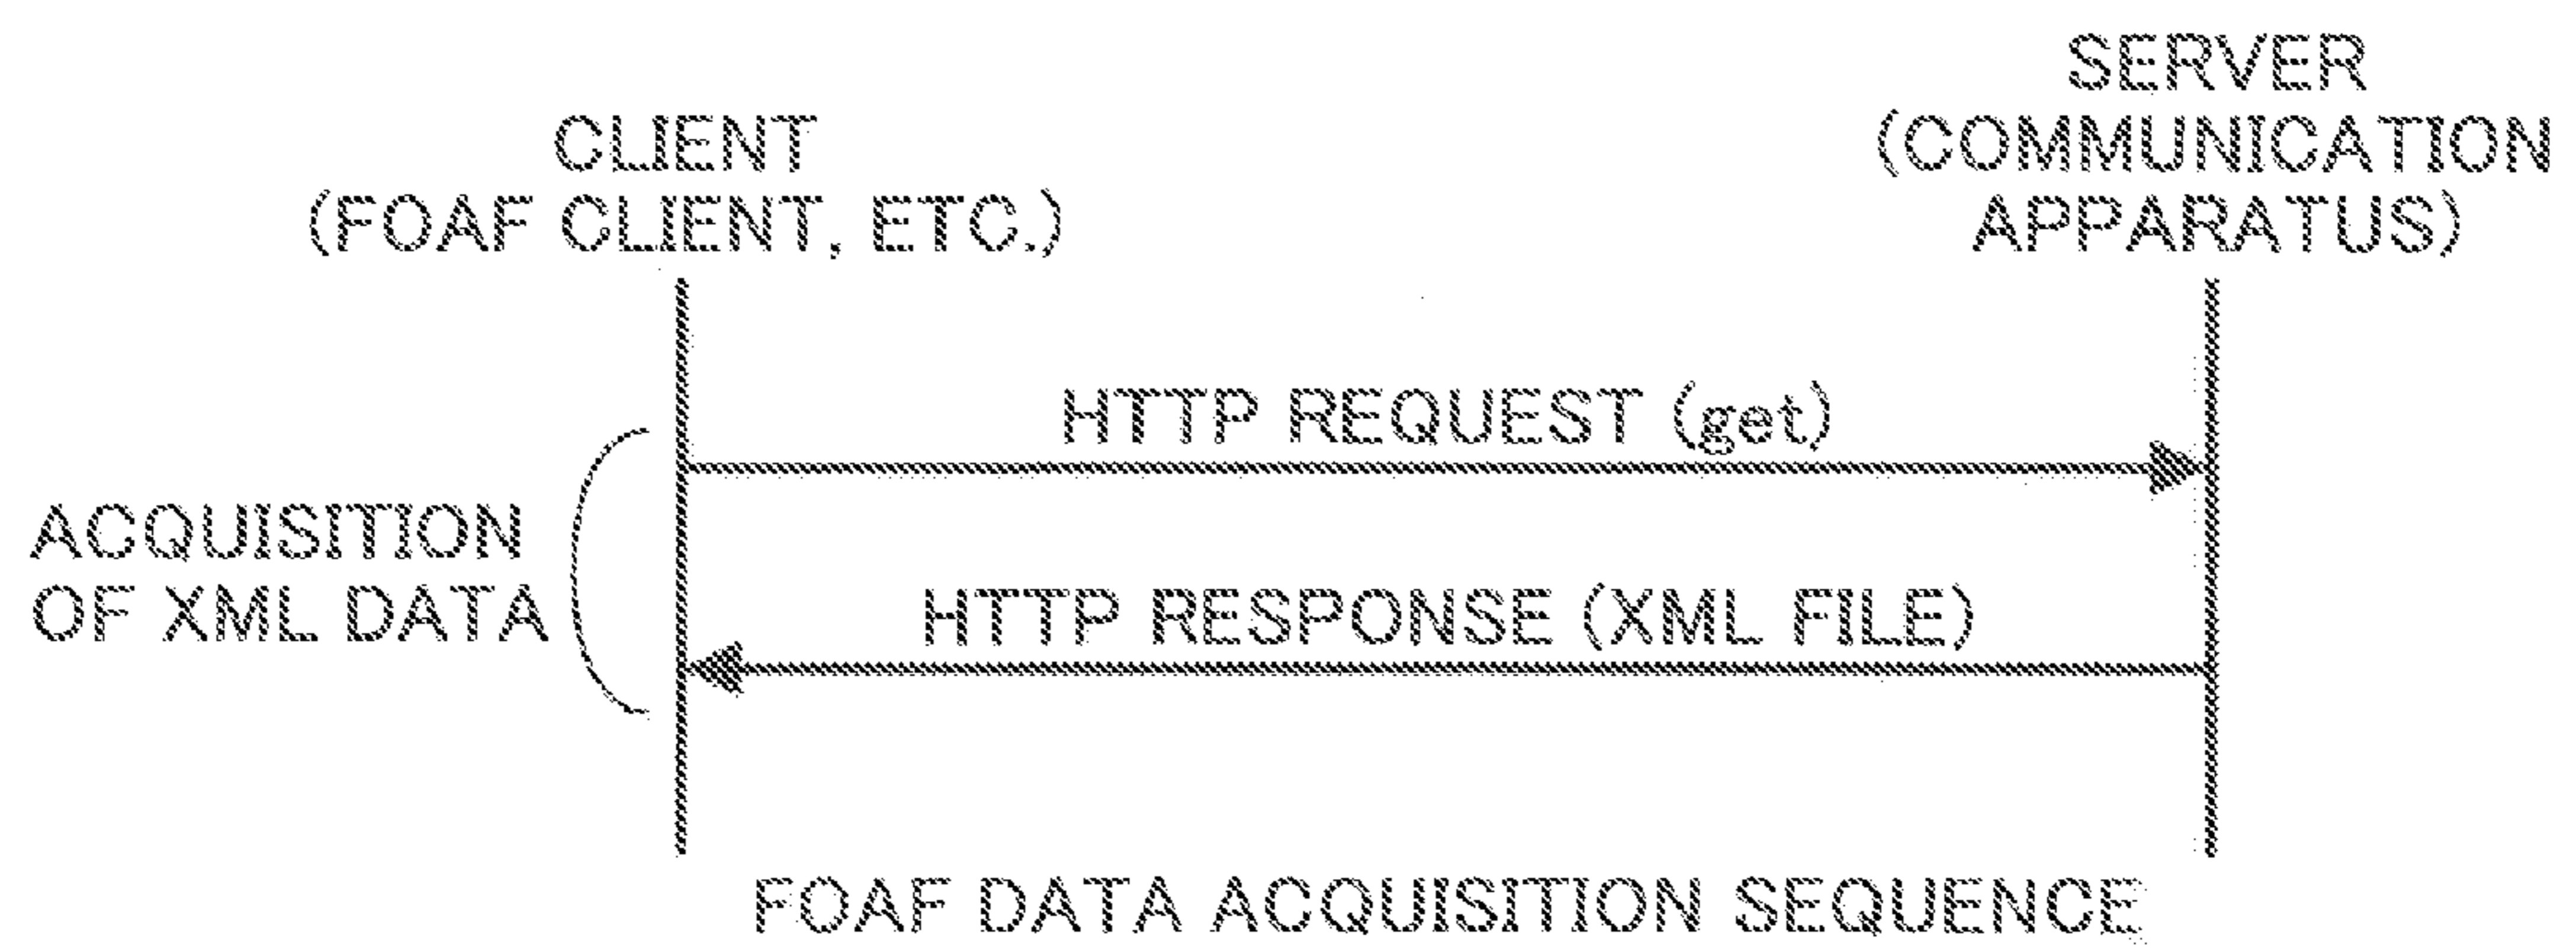 SERVER
(COMMUNICATION
APPARATUS)
CLIENT
(FOAF CLIENT, ETC.)
HTTP REQUEST (get)
ACQUISITION
OF XML DATA
HTTP RESPONSE (XML FILE)
FOAF DATA ACQUISITION SEQUENCE